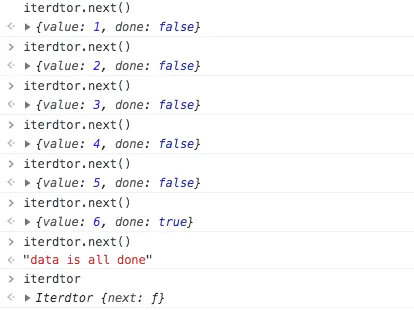 iterdtor.next()
{value: 1, done: false}
iterdtor.next()
{value: 2, done: false}
iterdtor.next()
{value: 3, done: false}
iterdtor.next()
{value: 4, done: false}
iterdtor.next()
{value: 5, done: false}
iterdtor.next()
{value: 6, done: true}
iterdtor.next()
"data is all done"
iterdtor
Iterdtor {next: ƒ}